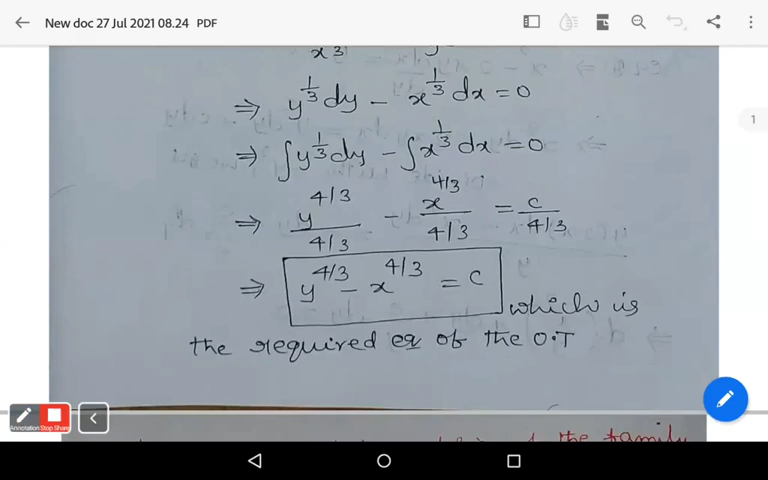 New doc 27 Jul 2021 08.24 PDF
1
⇒ y^{1/3} dy - x^{1/3} dx = 0
⇒ ∫ y^{1/3} dy - ∫ x^{1/3} dx = 0
⇒ y^{4/3}/(4/3) - x^{4/3}/(4/3) = c/(4/3)
⇒ y^{4/3} - x^{4/3} = c which is
the required eq of the O.T
Annotation Stop Share
the family